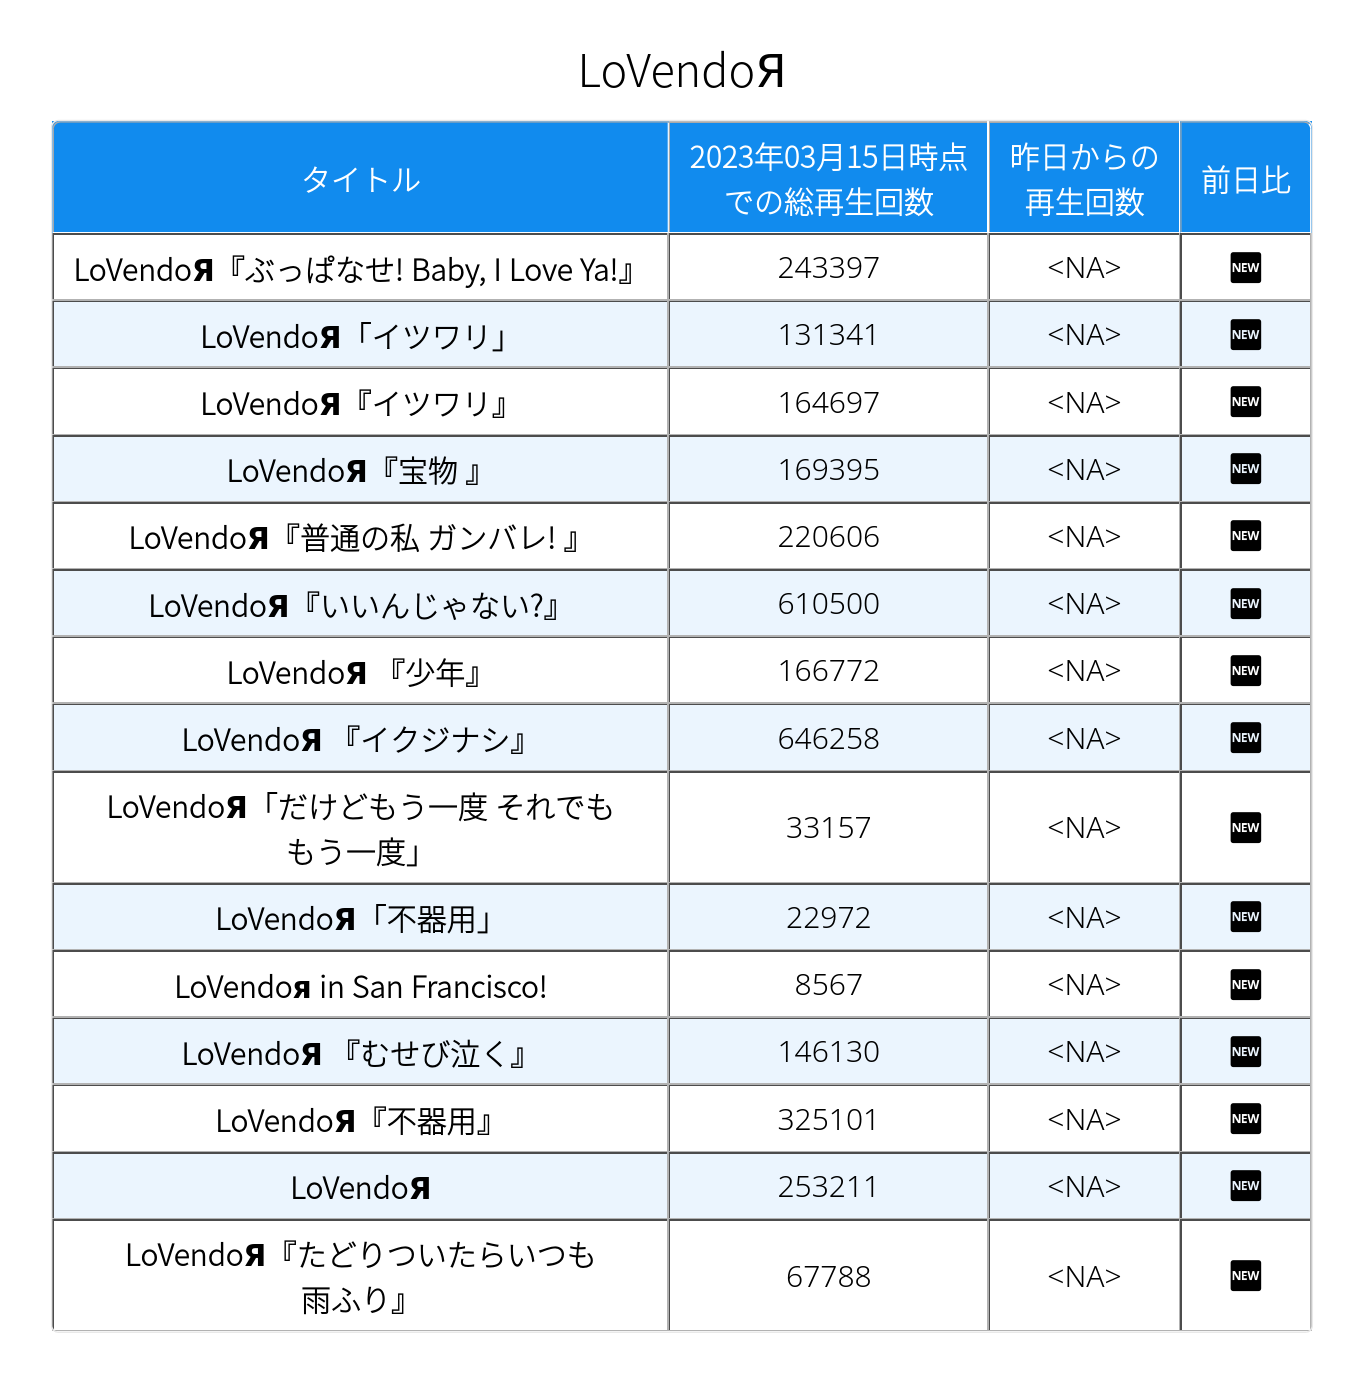 LoVendoЯ
タイトル
2023年03月15日時点
での総再生回数
昨日からの
再生回数
前日比
LoVendoЯ『ぶっぱなせ! Baby, I Love Ya!』
243397
<NA>
NEW
LoVendoЯ「イツワリ」
131341
<NA>
NEW
LoVendoЯ『イツワリ』
164697
<NA>
NEW
LoVendoЯ『宝物 』
169395
<NA>
NEW
LoVendoЯ『普通の私 ガンバレ! 』
220606
<NA>
NEW
LoVendoЯ『いいんじゃない?』
610500
<NA>
NEW
LoVendoЯ 『少年』
166772
<NA>
NEW
LoVendoЯ 『イクジナシ』
646258
<NA>
NEW
LoVendoЯ「だけどもう一度 それでも
もう一度」
33157
<NA>
NEW
LoVendoЯ「不器用」
22972
<NA>
NEW
LoVendoя in San Francisco!
8567
<NA>
NEW
LoVendoЯ 『むせび泣く』
146130
<NA>
NEW
LoVendoЯ『不器用』
325101
<NA>
NEW
LoVendoЯ
253211
<NA>
NEW
LoVendoЯ『たどりついたらいつも
雨ふり』
67788
<NA>
NEW